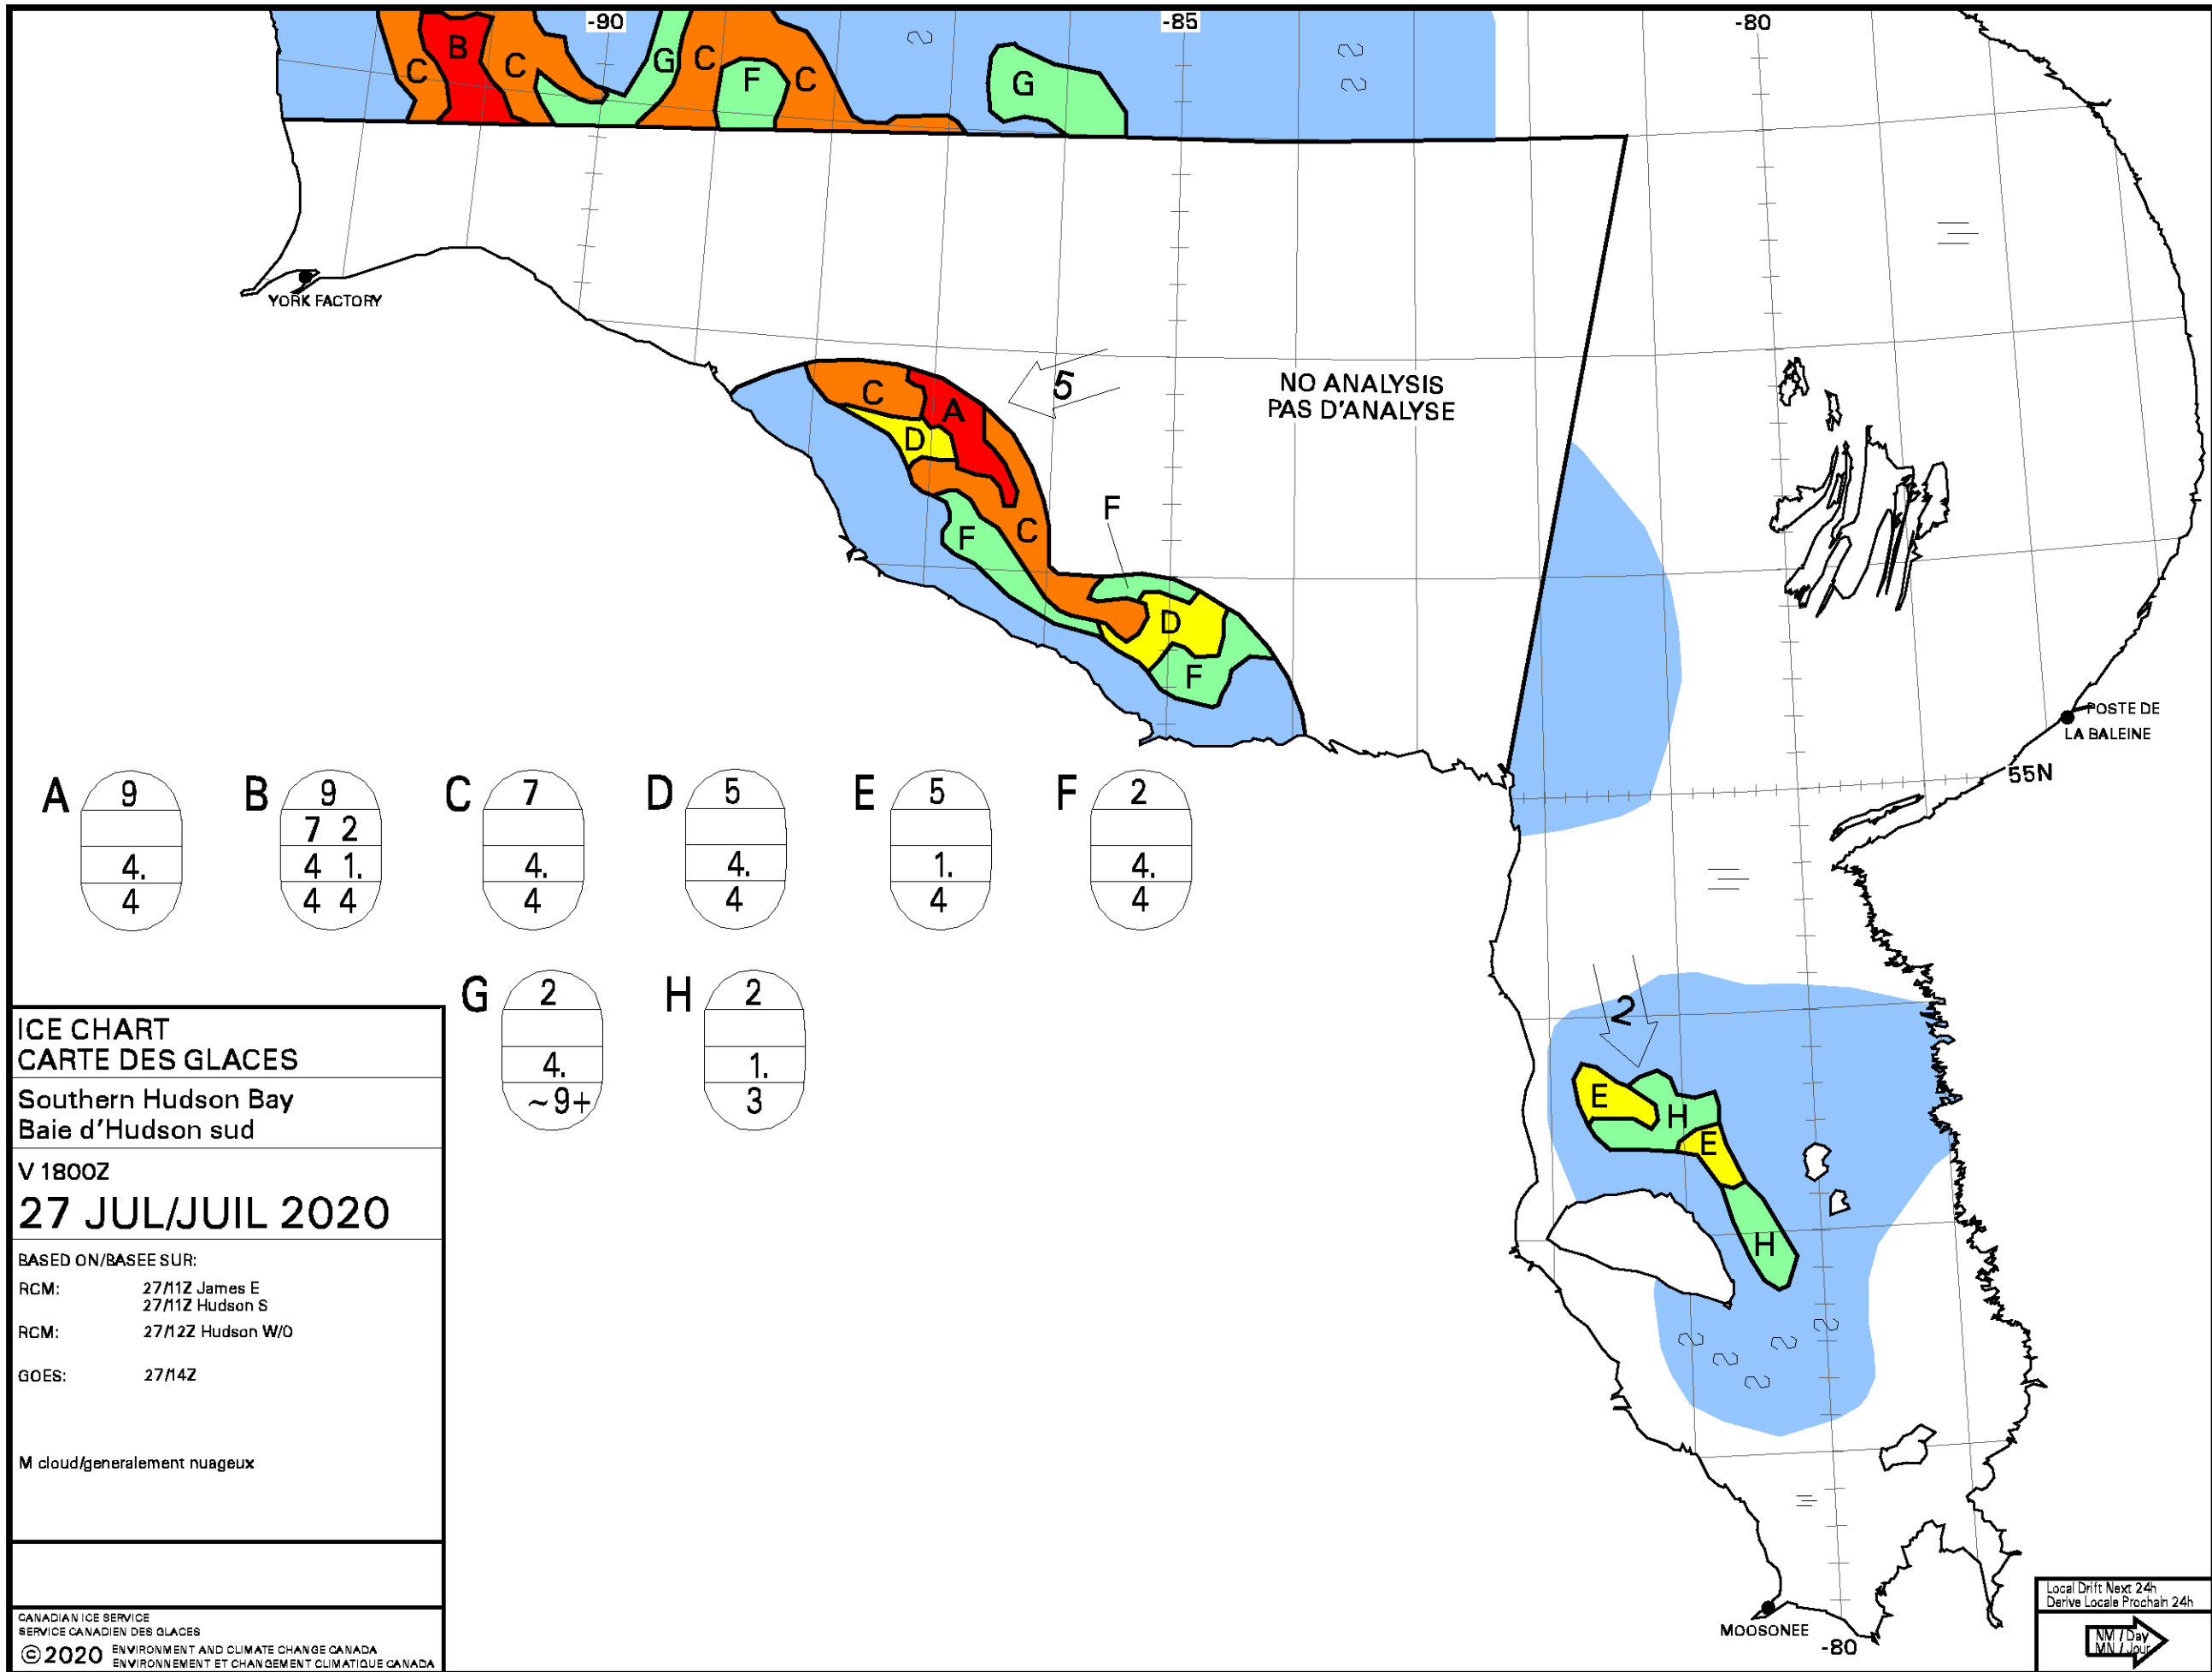 -90 -85 -80
B
C C G C F C G
YORK FACTORY
NO ANALYSIS
PAS D'ANALYSE
5
C A
D
F C
F
D
F
POSTE DE
LA BALEINE
55N
A 9 4. 4
B 9 7 2 4 1. 4 4
C 7 4. 4
D 5 4. 4
E 5 1. 4
F 2 4. 4
G 2 4. ~9+
H 2 1. 3
2
E H
E
H
ICE CHART
CARTE DES GLACES
Southern Hudson Bay
Baie d'Hudson sud
V 1800Z
27 JUL/JUIL 2020
BASED ON/BASEE SUR:
RCM: 27/11Z James E
27/11Z Hudson S
RCM: 27/12Z Hudson W/O
GOES: 27/14Z
M cloud/generalement nuageux
CANADIAN ICE SERVICE
SERVICE CANADIEN DES GLACES
©2020 ENVIRONMENT AND CLIMATE CHANGE CANADA
ENVIRONNEMENT ET CHANGEMENT CLIMATIQUE CANADA
MOOSONEE
-80
Local Drift Next 24h
Derive Locale Prochain 24h
NM / Day
MN / Jour